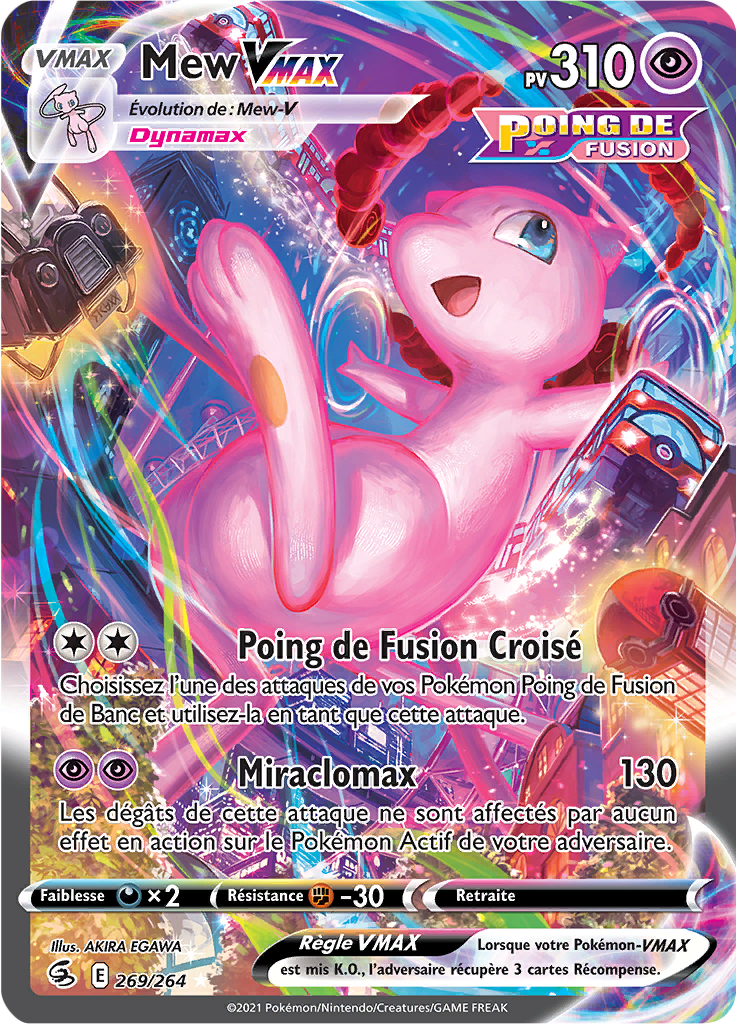 VMAX
Mew VMAX
PV 310
Évolution de : Mew-V
Dynamax
POING DE
FUSION
Poing de Fusion Croisé
Choisissez l'une des attaques de vos Pokémon Poing de Fusion
de Banc et utilisez-la en tant que cette attaque.
Miraclomax 130
Les dégâts de cette attaque ne sont affectés par aucun
effet en action sur le Pokémon Actif de votre adversaire.
Faiblesse ×2 Résistance -30 Retraite
Illus. AKIRA EGAWA
E 269/264
Règle VMAX Lorsque votre Pokémon-VMAX
est mis K.O., l'adversaire récupère 3 cartes Récompense.
©2021 Pokémon/Nintendo/Creatures/GAME FREAK